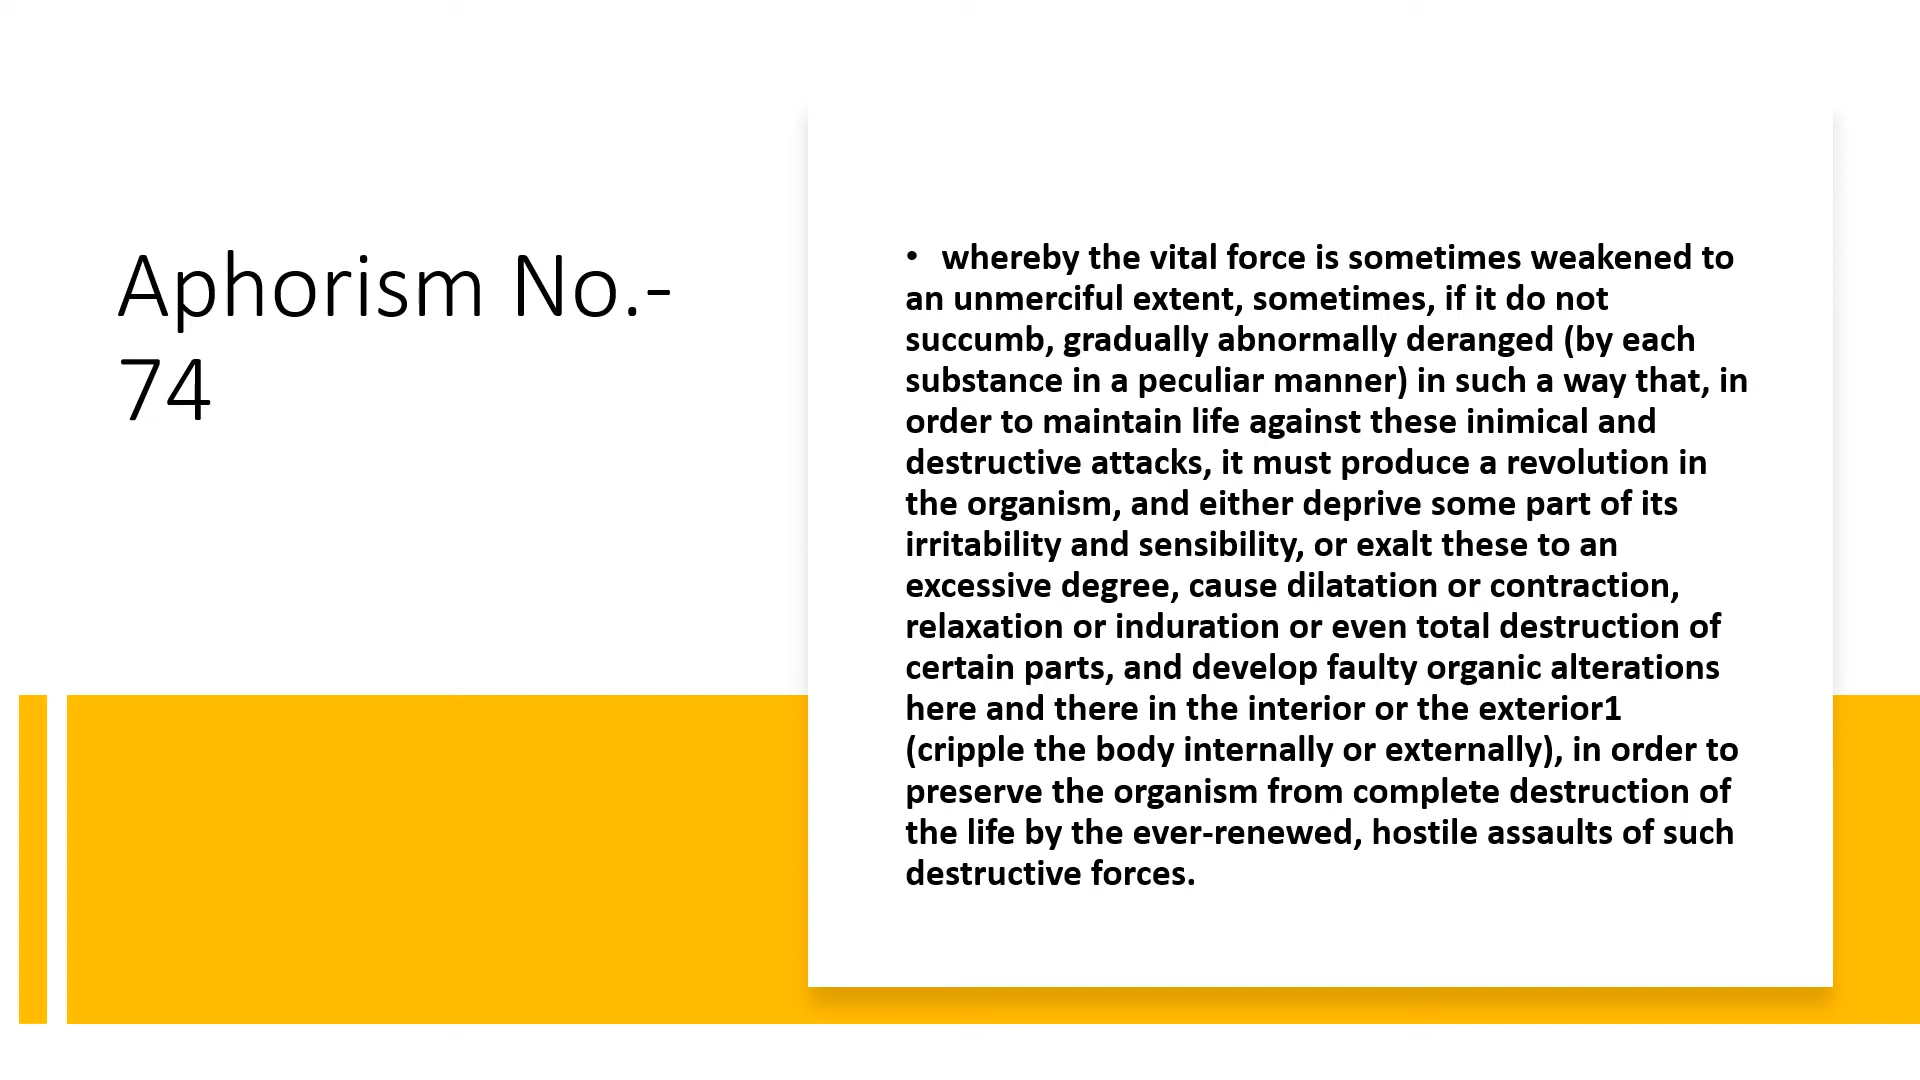 Aphorism No.-
74
• whereby the vital force is sometimes weakened to
an unmerciful extent, sometimes, if it do not
succumb, gradually abnormally deranged (by each
substance in a peculiar manner) in such a way that, in
order to maintain life against these inimical and
destructive attacks, it must produce a revolution in
the organism, and either deprive some part of its
irritability and sensibility, or exalt these to an
excessive degree, cause dilatation or contraction,
relaxation or induration or even total destruction of
certain parts, and develop faulty organic alterations
here and there in the interior or the exterior1
(cripple the body internally or externally), in order to
preserve the organism from complete destruction of
the life by the ever-renewed, hostile assaults of such
destructive forces.